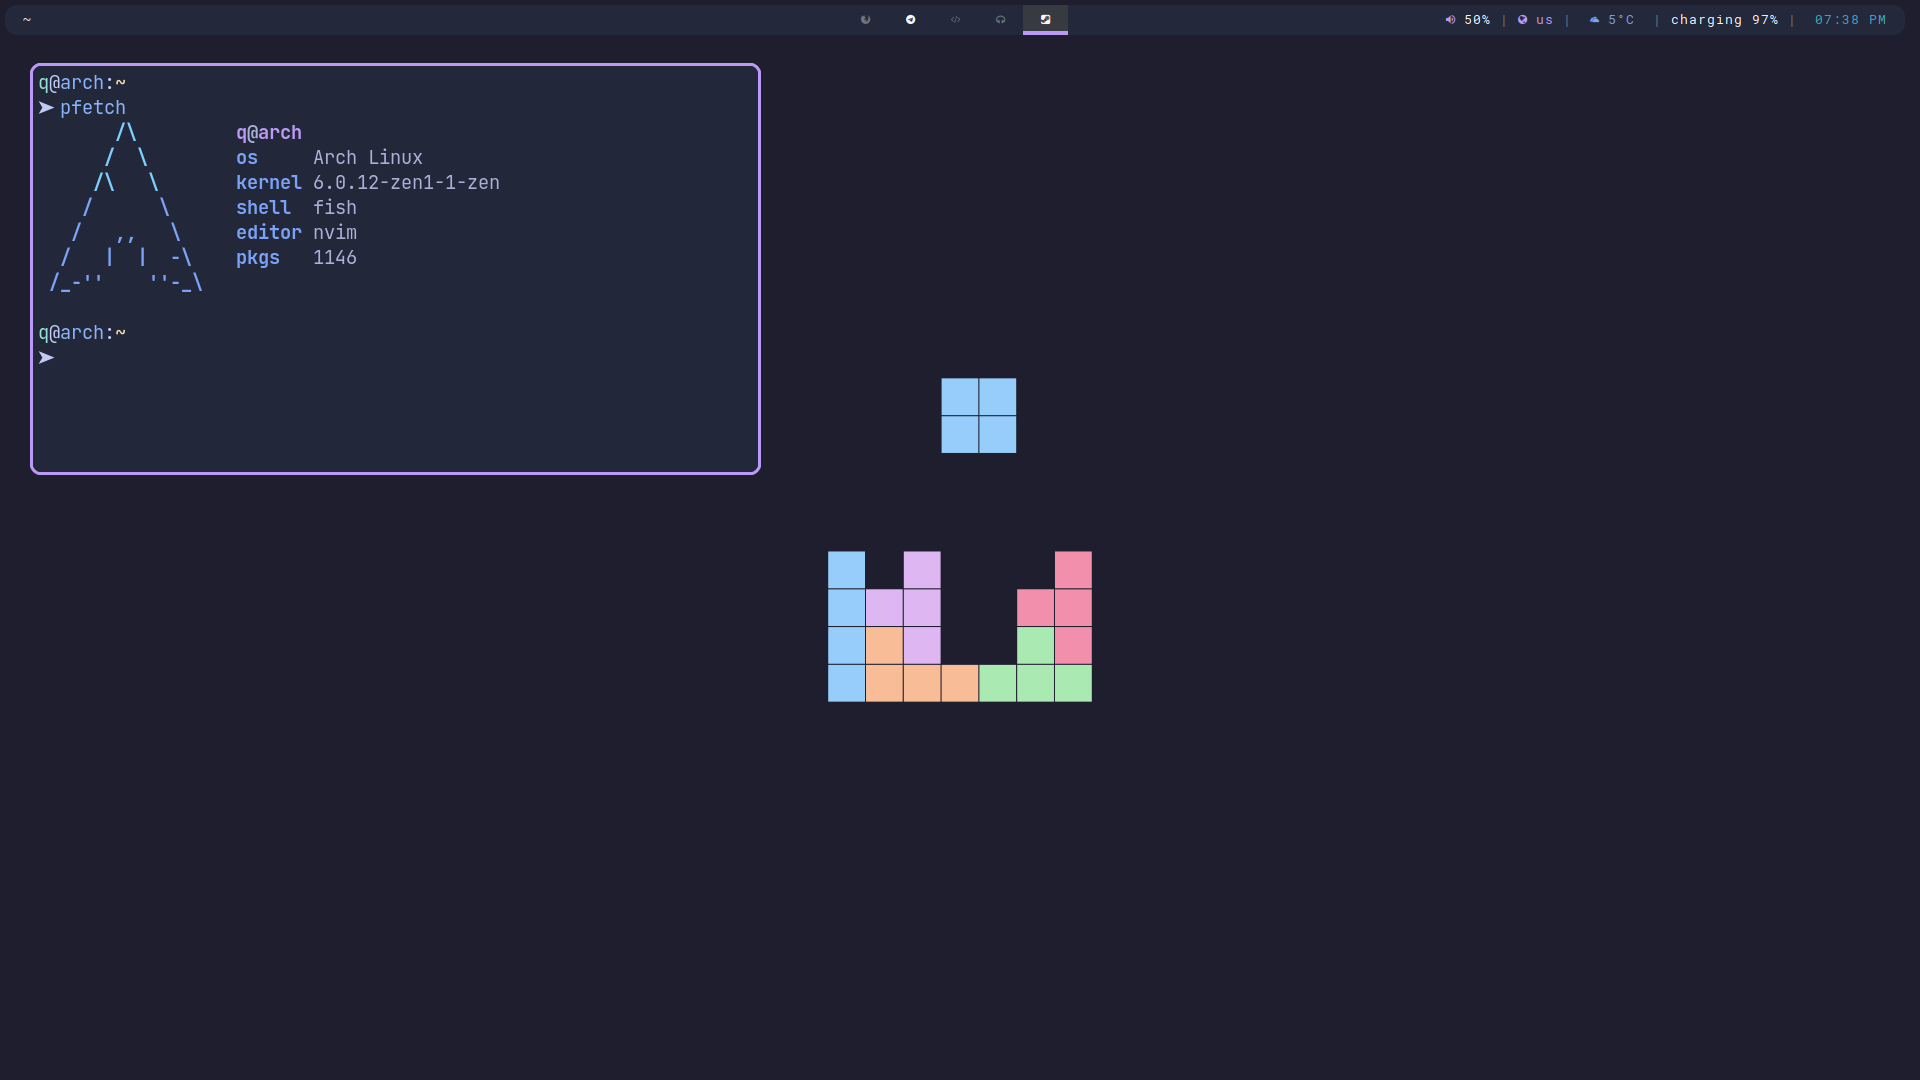 ~
50% | us | 5°C | charging 97% | 07:38 PM
q@arch:~
➤ pfetch
/\ q@arch
/ \ os Arch Linux
/\ \ kernel 6.0.12-zen1-1-zen
/ \ shell fish
/ ,, \ editor nvim
/ | | -\ pkgs 1146
/_-'' ''-_\
q@arch:~
➤